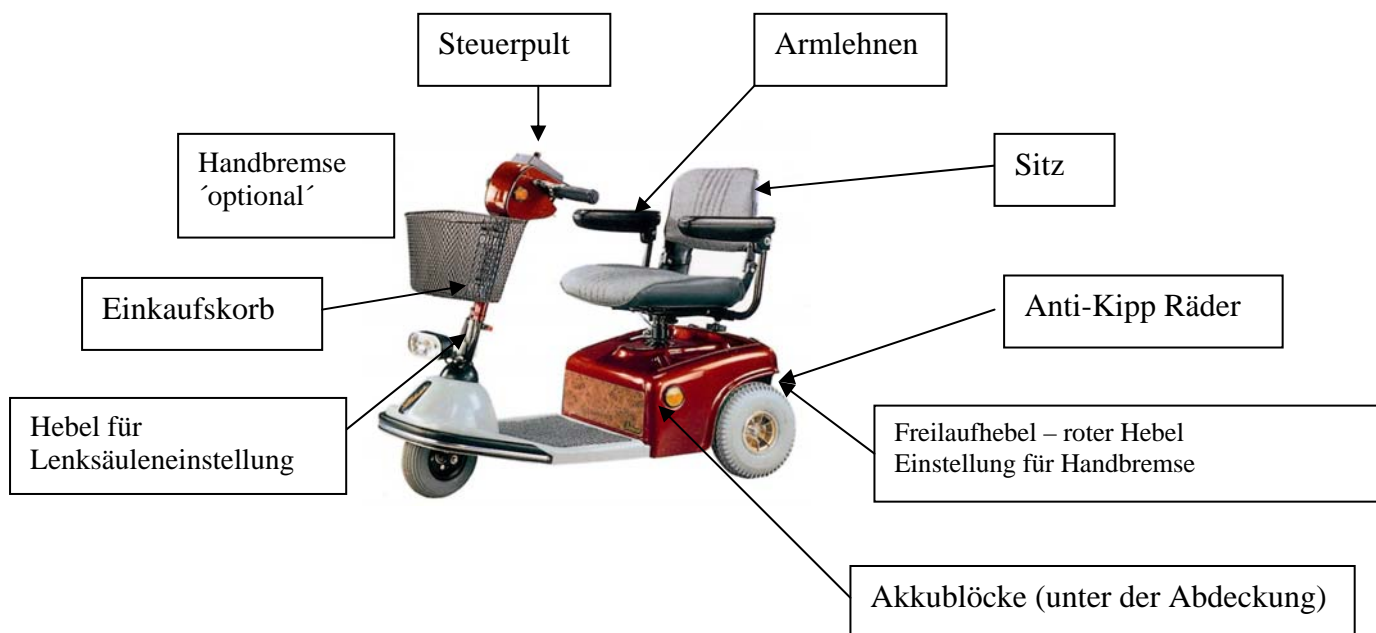 Steuerpult
Armlehnen
Handbremse
´optional´
Sitz
Einkaufskorb
Anti-Kipp Räder
Hebel für
Lenksäuleneinstellung
Freilaufhebel – roter Hebel
Einstellung für Handbremse
Akkublöcke (unter der Abdeckung)